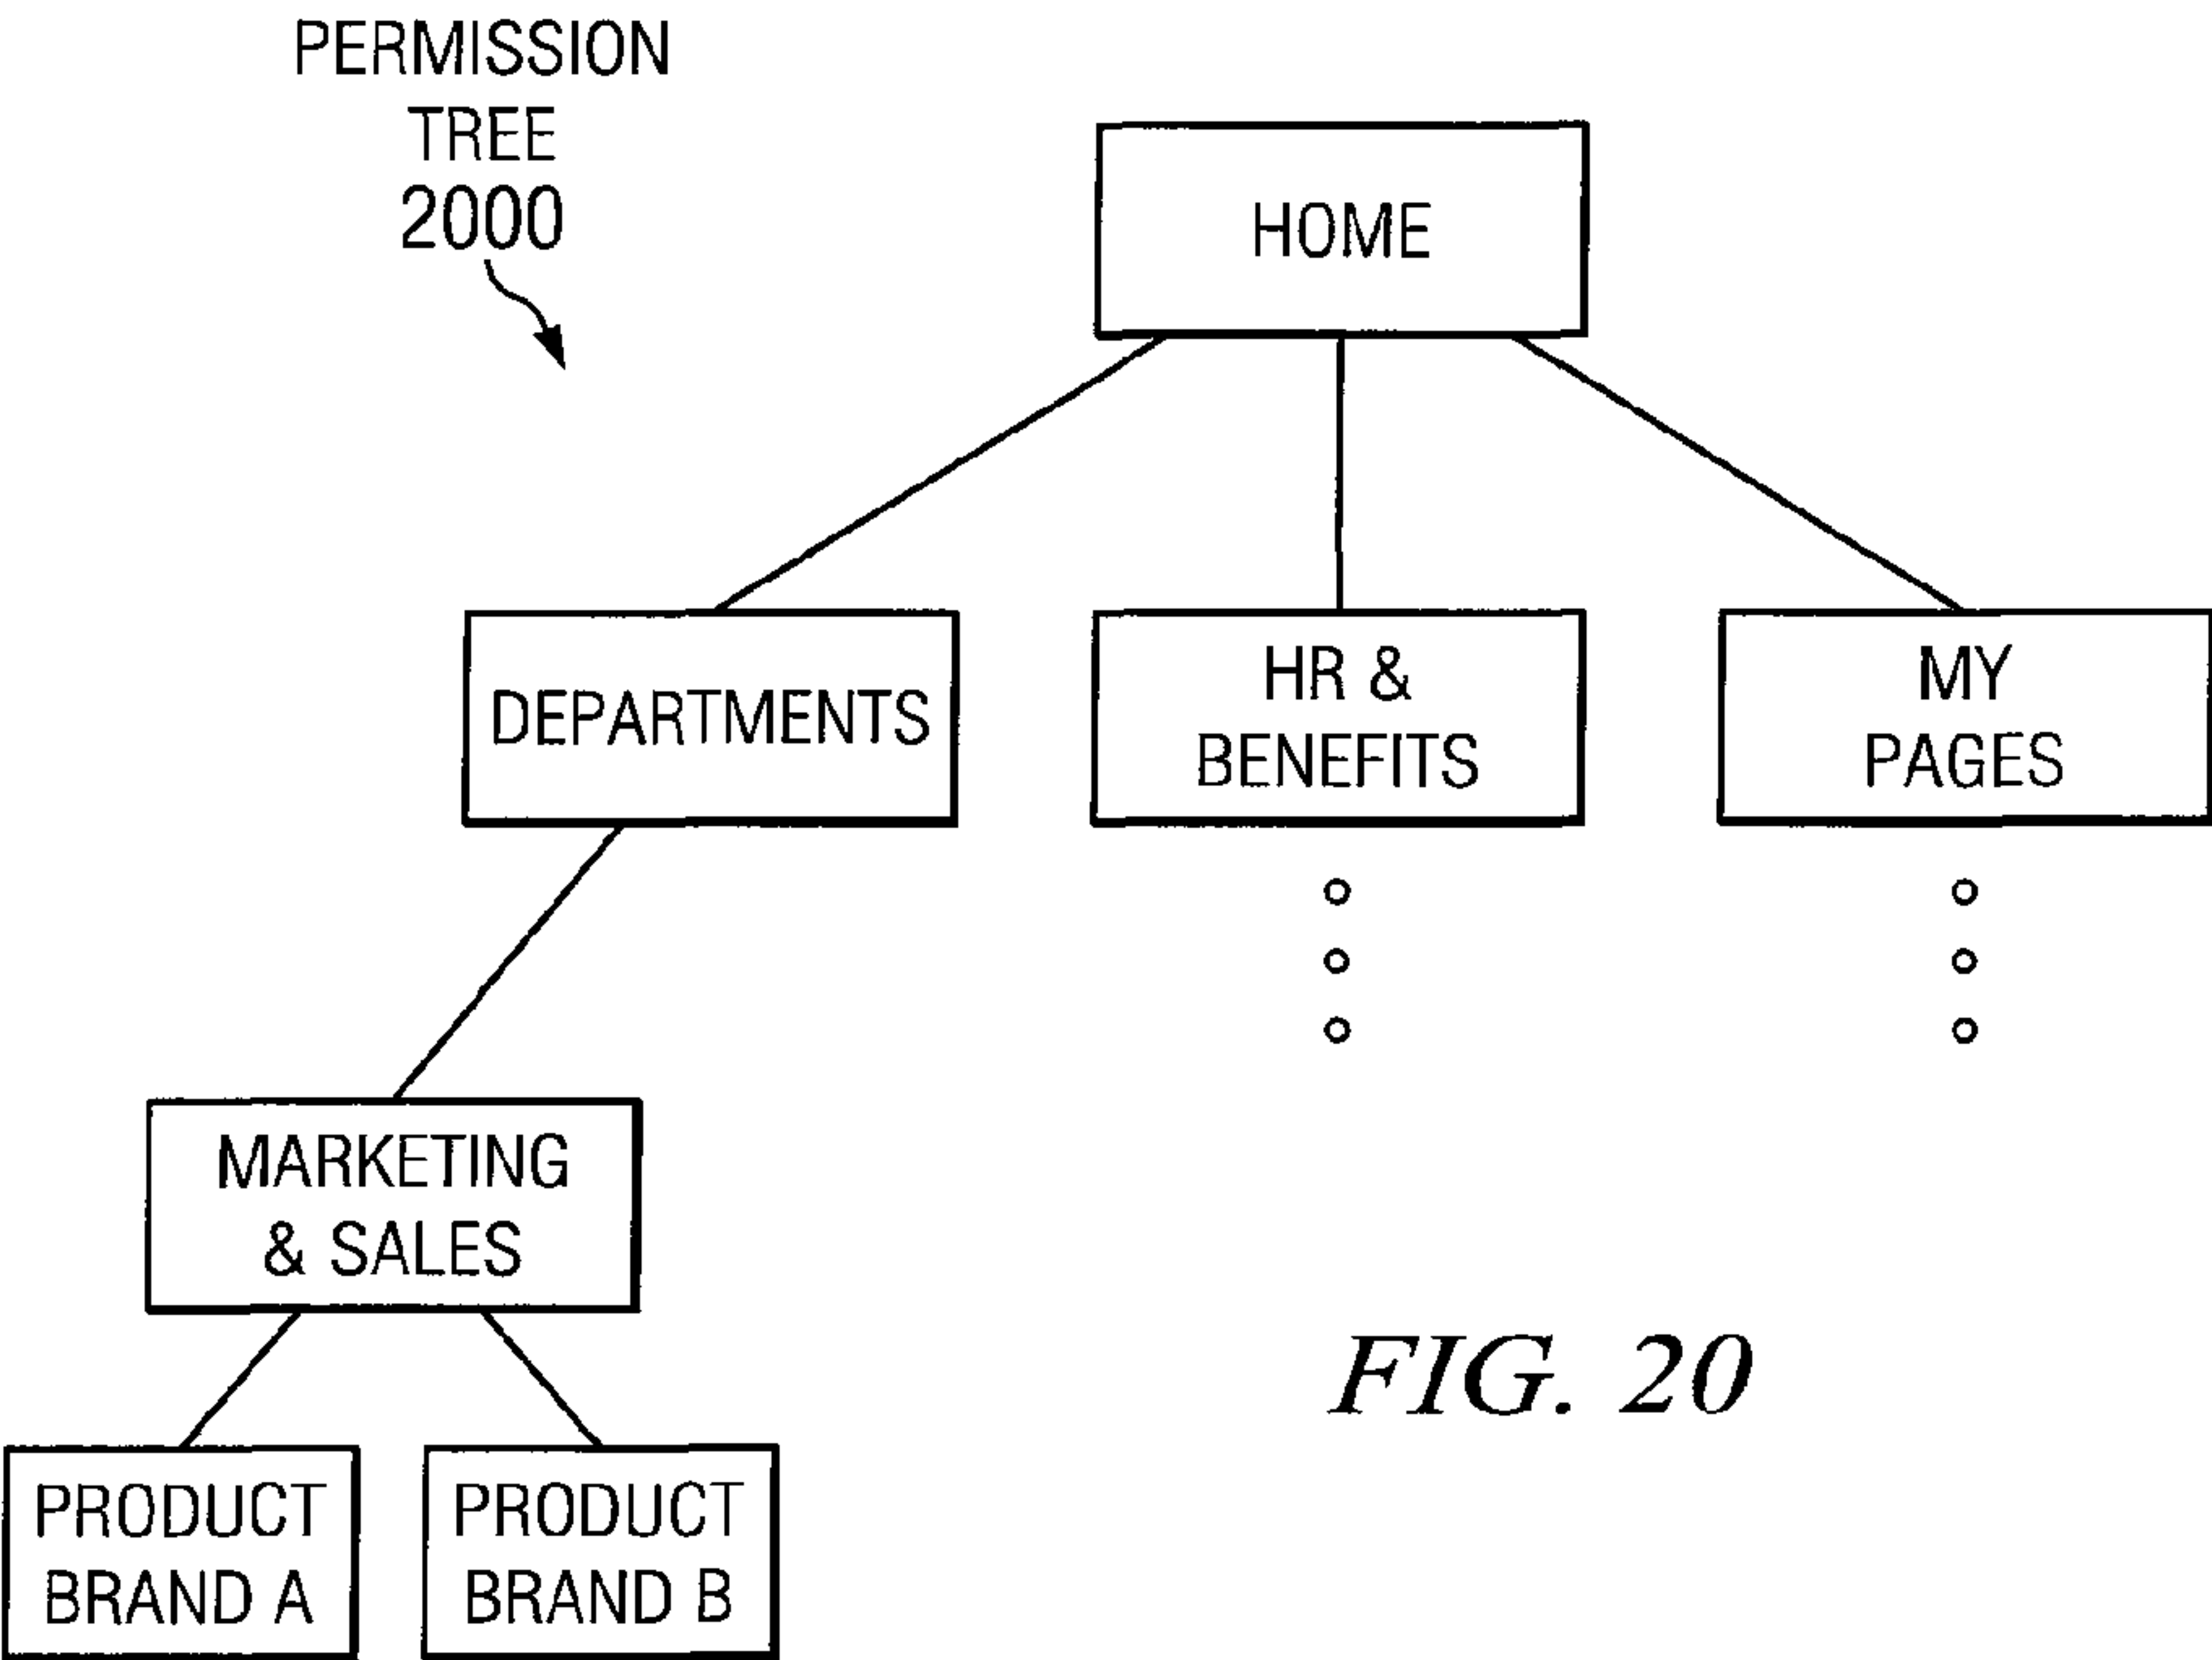 PERMISSION
TREE
2000
HOME
DEPARTMENTS
HR &
BENEFITS
MY
PAGES
MARKETING
& SALES
PRODUCT
BRAND A
PRODUCT
BRAND B
FIG. 20